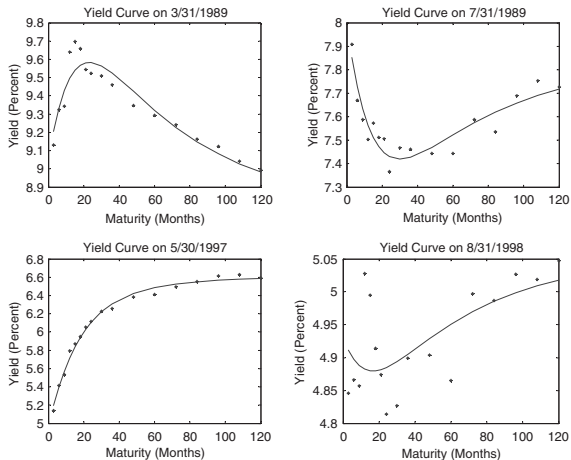 Yield Curve on 3/31/1989
9.8
9.7
9.6
9.5
9.4
9.3
9.2
9.1
9
8.9
Yield (Percent)
0 20 40 60 80 100 120
Maturity (Months)
Yield Curve on 7/31/1989
8
7.9
7.8
7.7
7.6
7.5
7.4
7.3
Yield (Percent)
0 20 40 60 80 100 120
Maturity (Months)
Yield Curve on 5/30/1997
6.8
6.6
6.4
6.2
6
5.8
5.6
5.4
5.2
5
Yield (Percent)
0 20 40 60 80 100 120
Maturity (Months)
Yield Curve on 8/31/1998
5.05
5
4.95
4.9
4.85
4.8
Yield (Percent)
0 20 40 60 80 100 120
Maturity (Months)